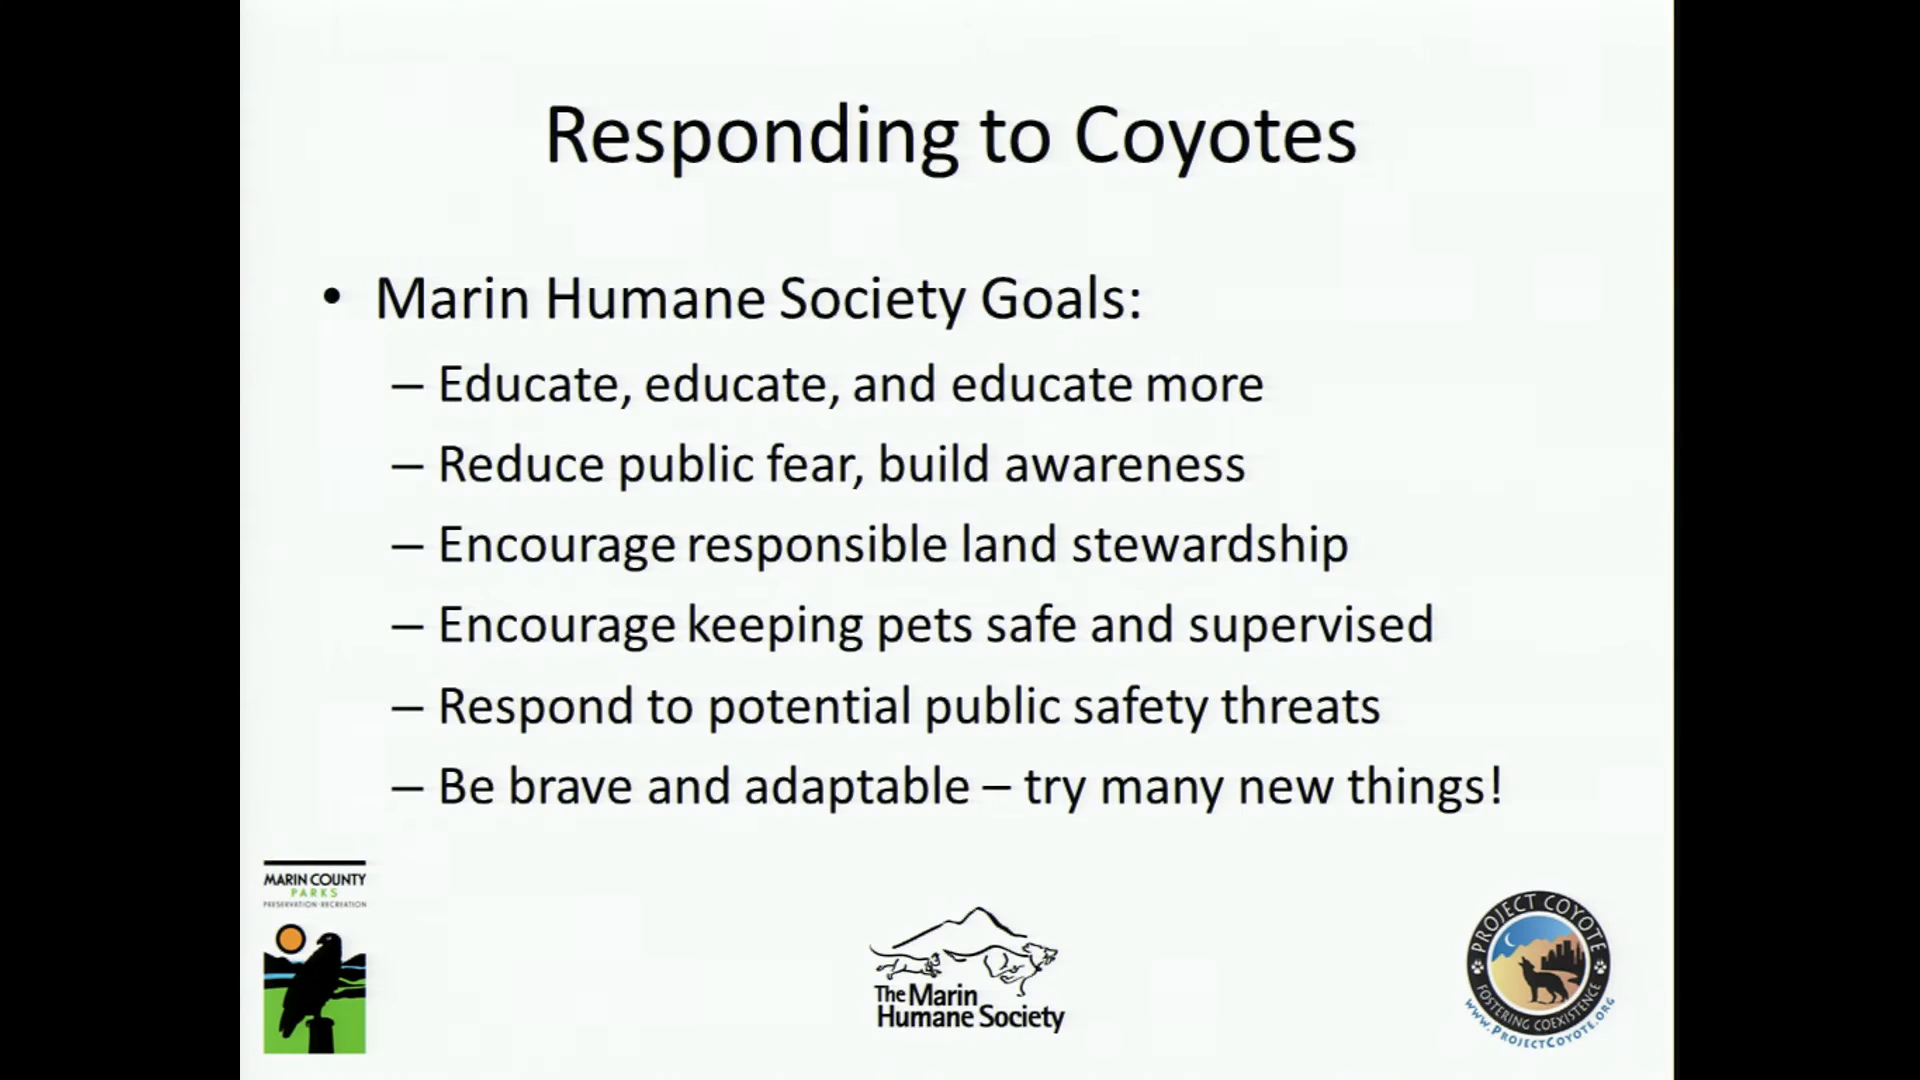 Responding to Coyotes
• Marin Humane Society Goals:
– Educate, educate, and educate more
– Reduce public fear, build awareness
– Encourage responsible land stewardship
– Encourage keeping pets safe and supervised
– Respond to potential public safety threats
– Be brave and adaptable – try many new things!
MARIN COUNTY
PARKS
PRESERVATION·RECREATION
The Marin
Humane Society
PROJECT COYOTE
FOSTERING COEXISTENCE
www.ProjectCoyote.org